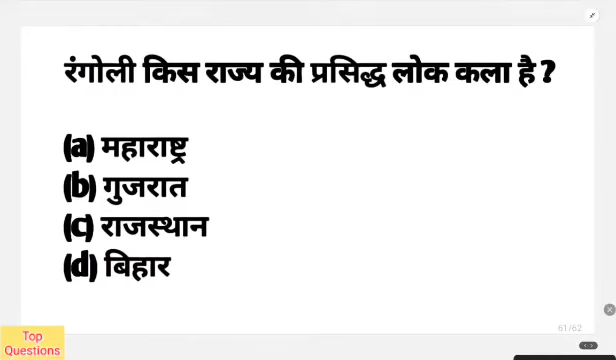 रंगोली किस राज्य की प्रसिद्ध लोक कला है ?
(a) महाराष्ट्र
(b) गुजरात
(c) राजस्थान
(d) बिहार
61/62
Top
Questions